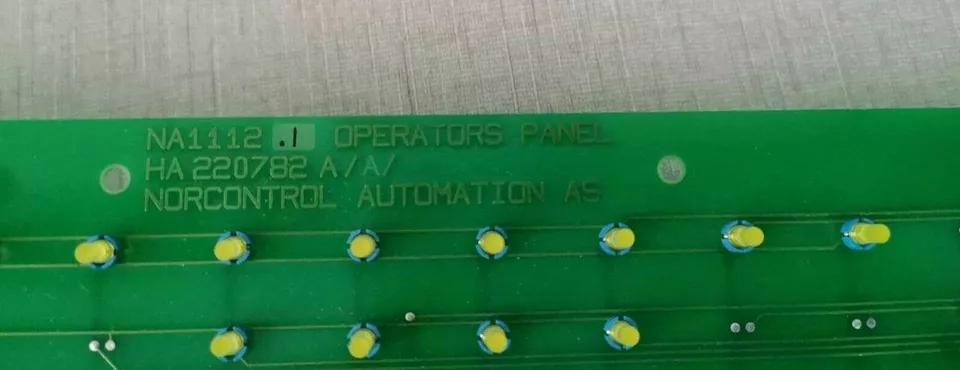 NA1112 .1 OPERATORS PANEL
HA 220782 A/A/
NORCONTROL AUTOMATION AS